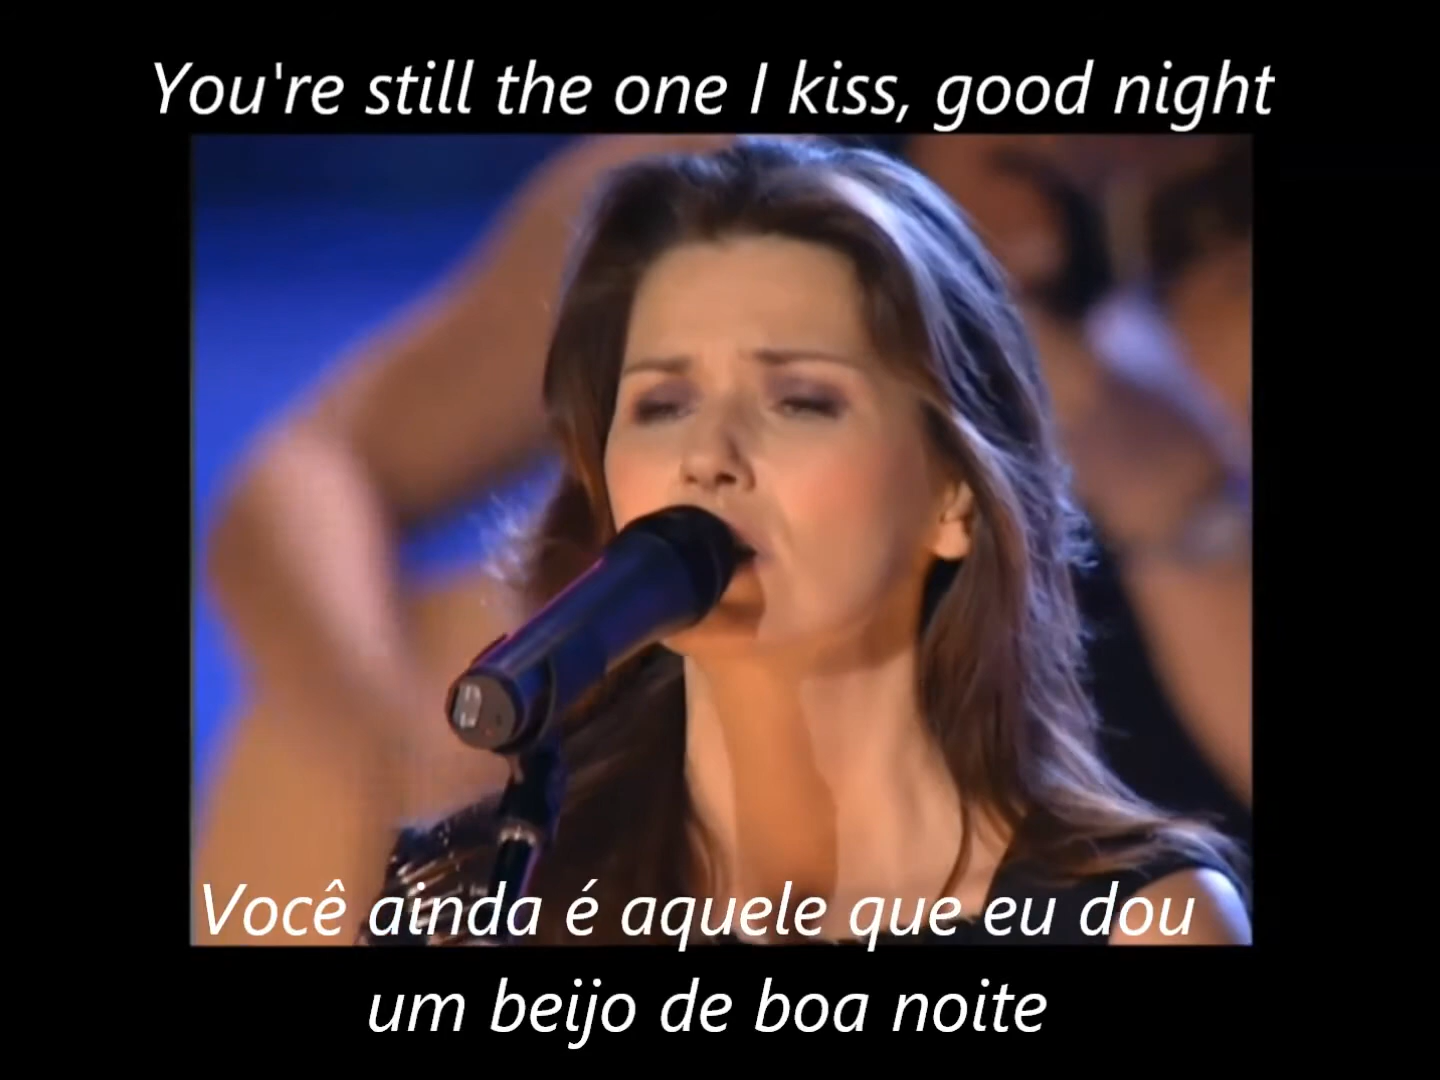 You're still the one I kiss, good night
Você ainda é aquele que eu dou
um beijo de boa noite